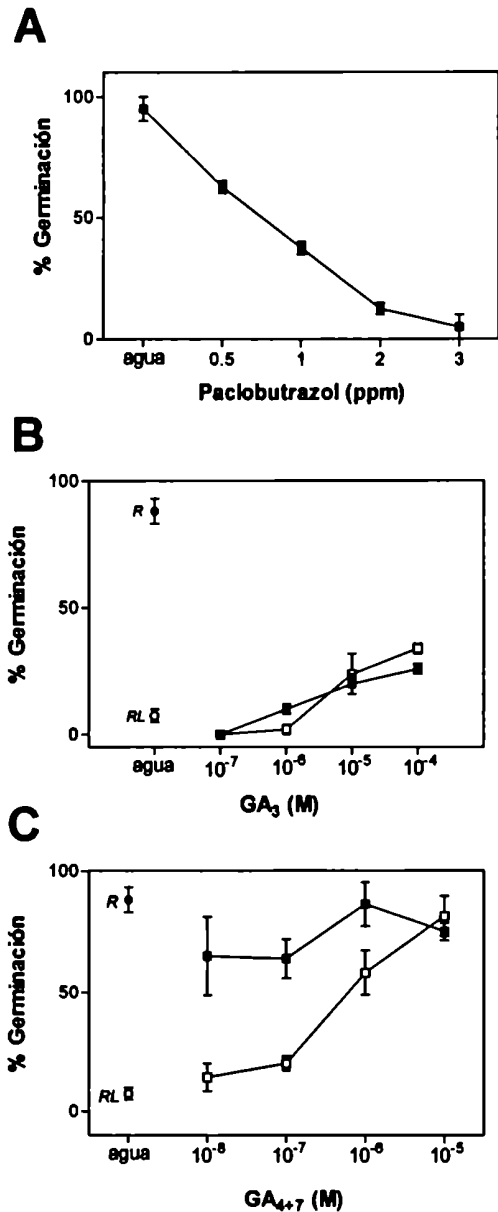 A
% Germinación
100
50
0
agua 0.5 1 2 3
Paclobutrazol (ppm)
B
% Germinación
100
50
0
R
RL
agua 10⁻⁷ 10⁻⁶ 10⁻⁵ 10⁻⁴
GA₃ (M)
C
% Germinación
100
50
0
R
RL
agua 10⁻⁸ 10⁻⁷ 10⁻⁶ 10⁻⁵
GA₄₊₇ (M)